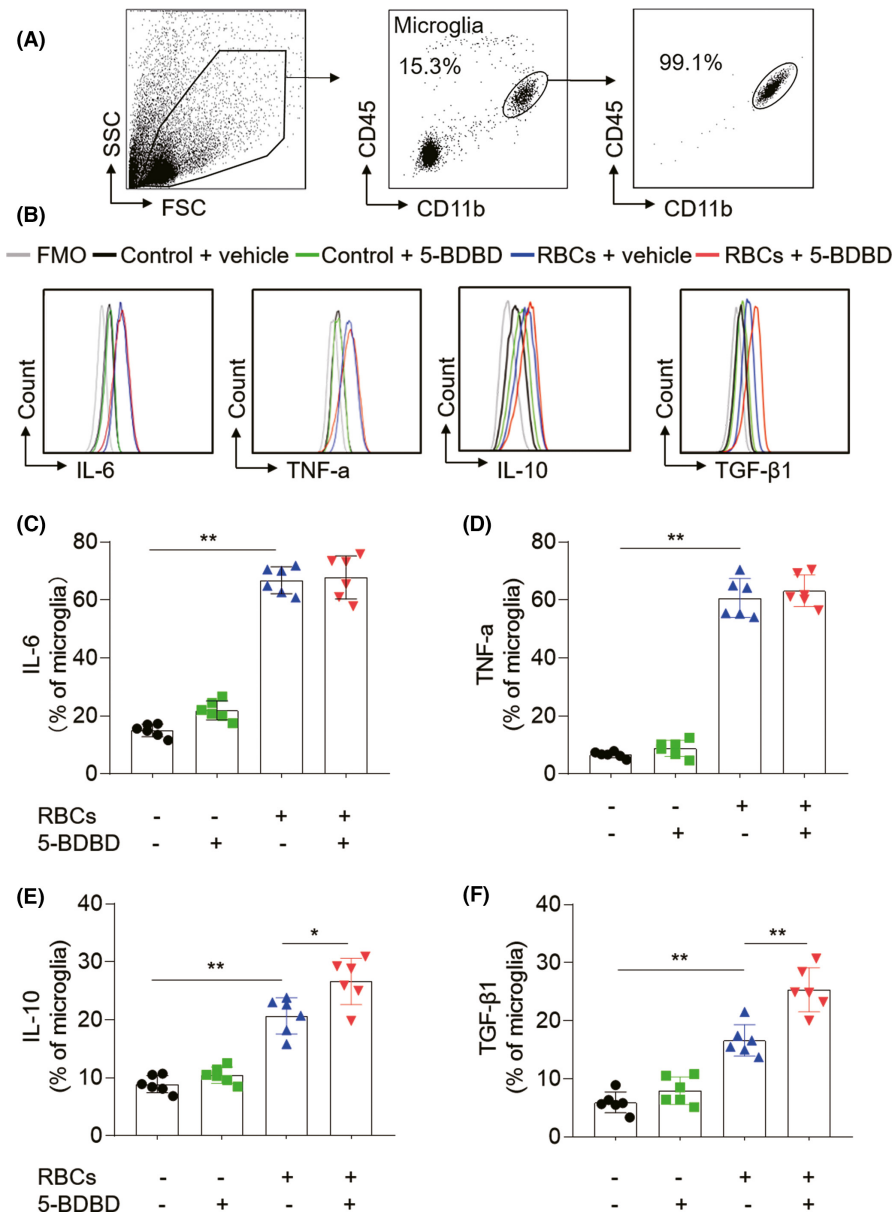 (A)
Microglia
15.3%
99.1%
SSC
CD45
CD45
FSC
CD11b
CD11b
(B)
FMO Control + vehicle Control + 5-BDBD RBCs + vehicle RBCs + 5-BDBD
Count
Count
Count
Count
IL-6
TNF-a
IL-10
TGF-β1
(C)
IL-6
(% of microglia)
80
60
40
20
0
**
RBCs - - + +
5-BDBD - + - +
(D)
TNF-a
(% of microglia)
80
60
40
20
0
**
- - + +
- + - +
(E)
IL-10
(% of microglia)
40
30
20
10
0
**
*
RBCs - - + +
5-BDBD - + - +
(F)
TGF-β1
(% of microglia)
40
30
20
10
0
**
**
- - + +
- + - +